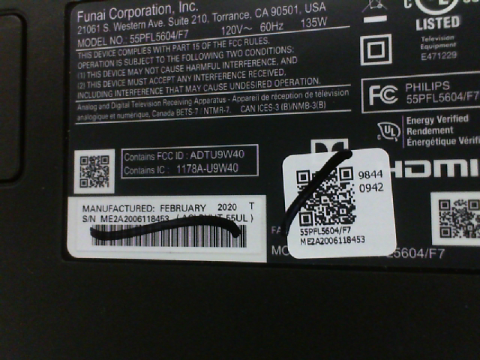 Funai Corporation, Inc.
21061 S. Western Ave. Suite 210. Torrance, CA 90501, USA
MODEL NO. 55PFL5604/F7 120V~ 60Hz 135W
THIS DEVICE COMPLIES WITH PART 15 OF THE FCC RULES.
OPERATION IS SUBJECT TO THE FOLLOWING TWO CONDITIONS:
(1) THIS DEVICE MAY NOT CAUSE HARMFUL INTERFERENCE, AND
(2) THIS DEVICE MUST ACCEPT ANY INTERFERENCE RECEIVED,
INCLUDING INTERFERENCE THAT MAY CAUSE UNDESIRED OPERATION.
Analog and Digital Television Receiving Apparatus - Appareil de réception de télévision
analogique et numérique, Canada BETS-7 / NTMR-7. CAN ICES-3 (B)/NMB-3(B)
Contains FCC ID : ADTU9W40
Contains IC : 1178A-U9W40
MANUFACTURED: FEBRUARY 2020 T
S/N ME2A2006118453 55UL)
c UL US
LISTED
Television
Equipment
E471229
FC PHILIPS
55PFL5604/F7
UL Energy Verified
Rendement
Énergétique Vérifié
HDMI
9844
0942
55PFL5604/F7
ME2A2006118453
5604/F7